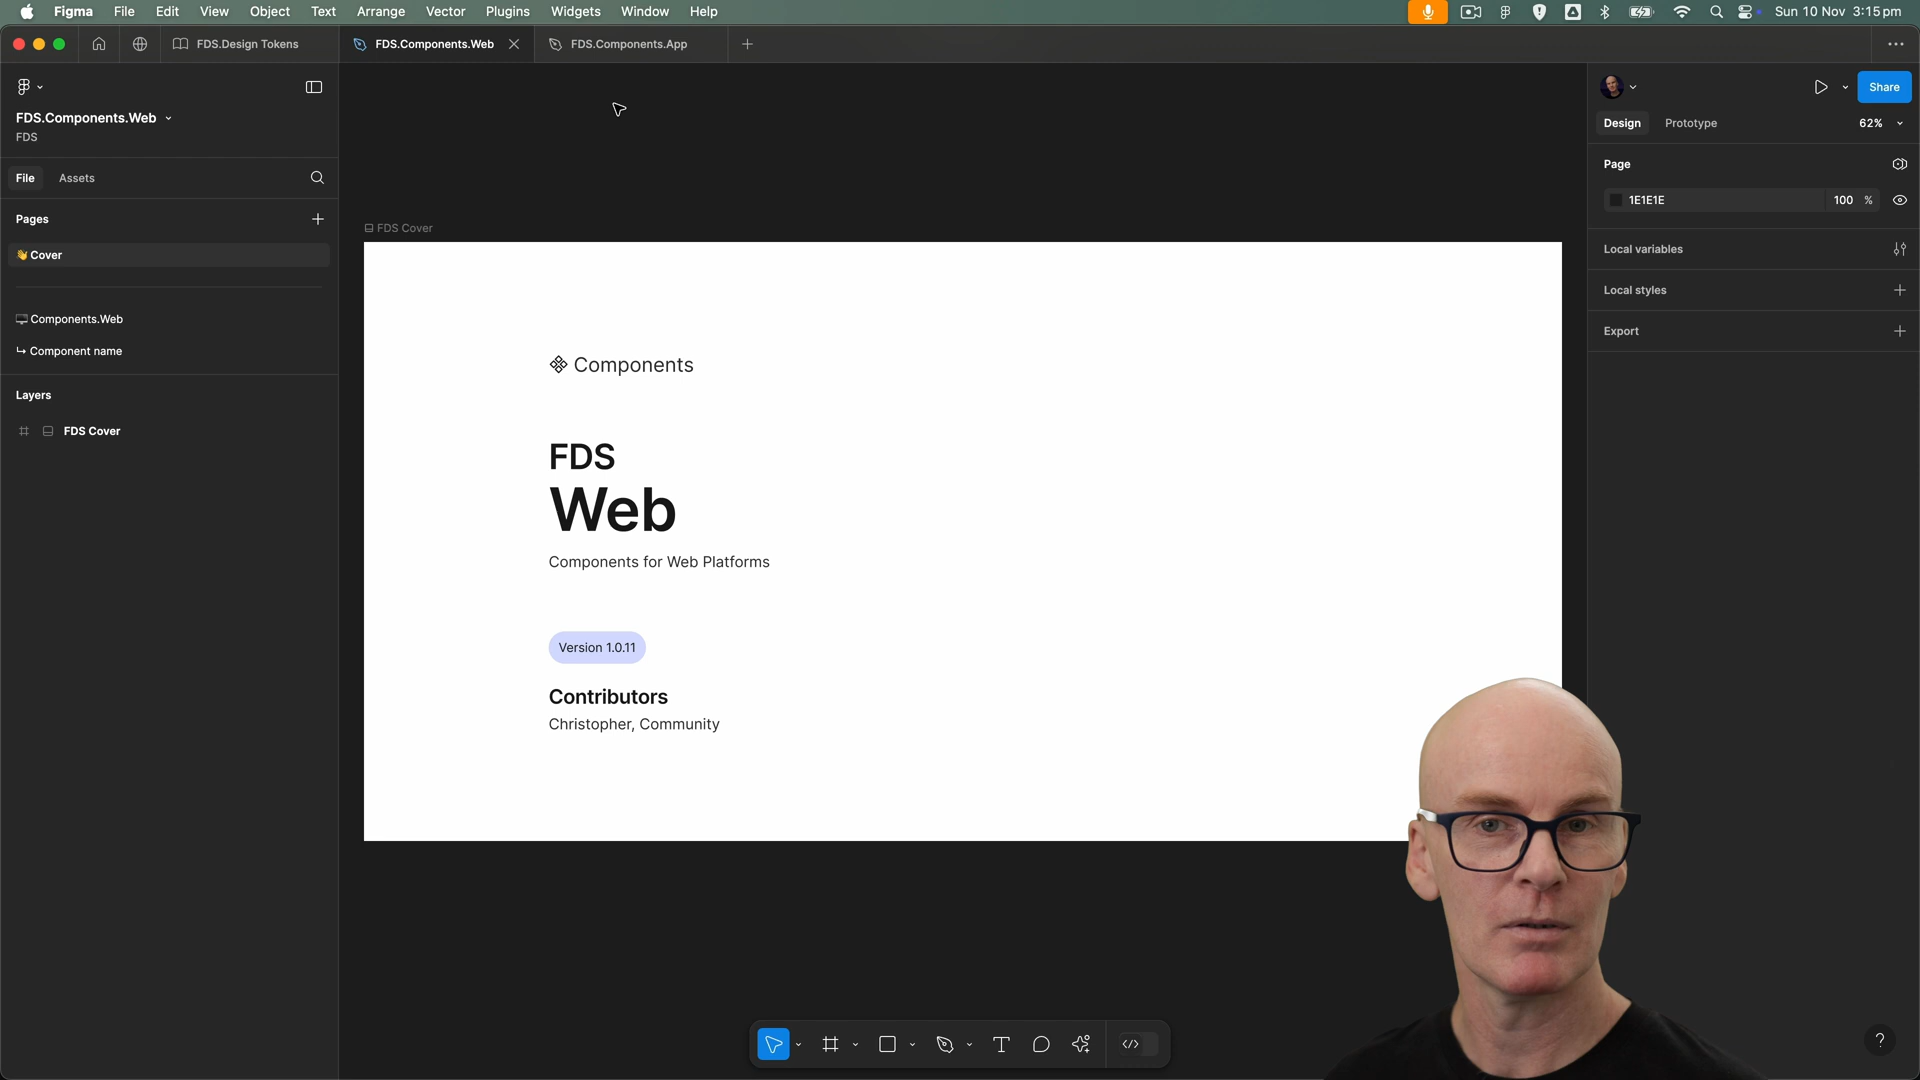 Figma File Edit View Object Text Arrange Vector Plugins Widgets Window Help Sun 10 Nov 3:15 pm
FDS.Design Tokens FDS.Components.Web FDS.Components.App
FDS.Components.Web
FDS
File Assets
Pages
👋 Cover
🖥️ Components.Web
↳ Component name
Layers
FDS Cover
FDS Cover
Components
FDS
Web
Components for Web Platforms
Version 1.0.11
Contributors
Christopher, Community
Share
Design Prototype 62%
Page
1E1E1E 100 %
Local variables
Local styles
Export
?